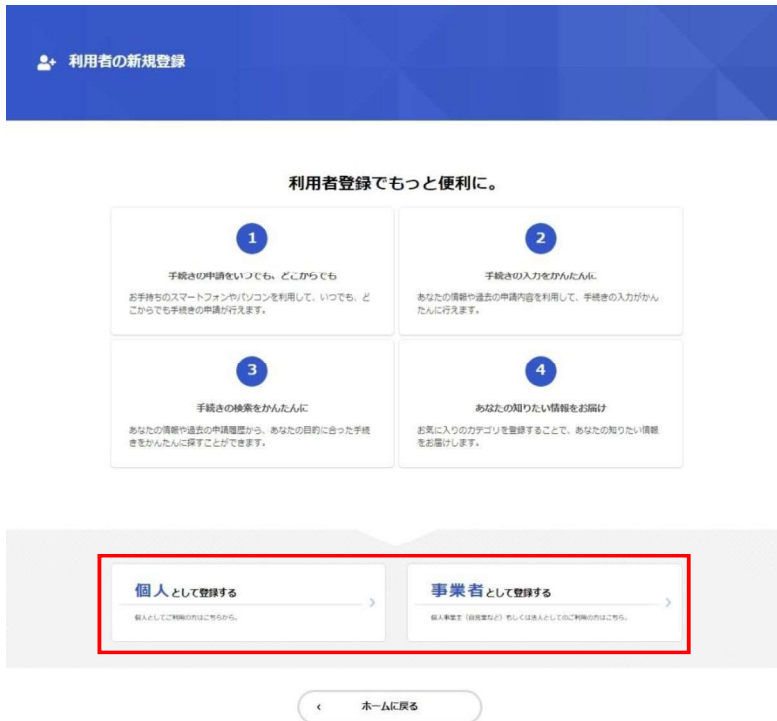 利用者の新規登録
利用者登録でもっと便利に。
1
手続きの申請をいつでも、どこからでも
お手持ちのスマートフォンやパソコンを利用して、いつでも、ど
こからでも手続きの申請が行えます。
2
手続きの入力をかんたんに
あなたの情報や過去の申請内容を利用して、手続きの入力がかん
たんに行えます。
3
手続きの検索をかんたんに
あなたの情報や過去の申請履歴から、あなたの目的に合った手続
きをかんたんに探すことができます。
4
あなたの知りたい情報をお届け
お気に入りのカテゴリを登録することで、あなたの知りたい情報
をお届けします。
個人として登録する
個人としてご利用の方はこちらから。
事業者として登録する
個人事業主（自営業など）もしくは法人としてのご利用の方はこちら。
ホームに戻る